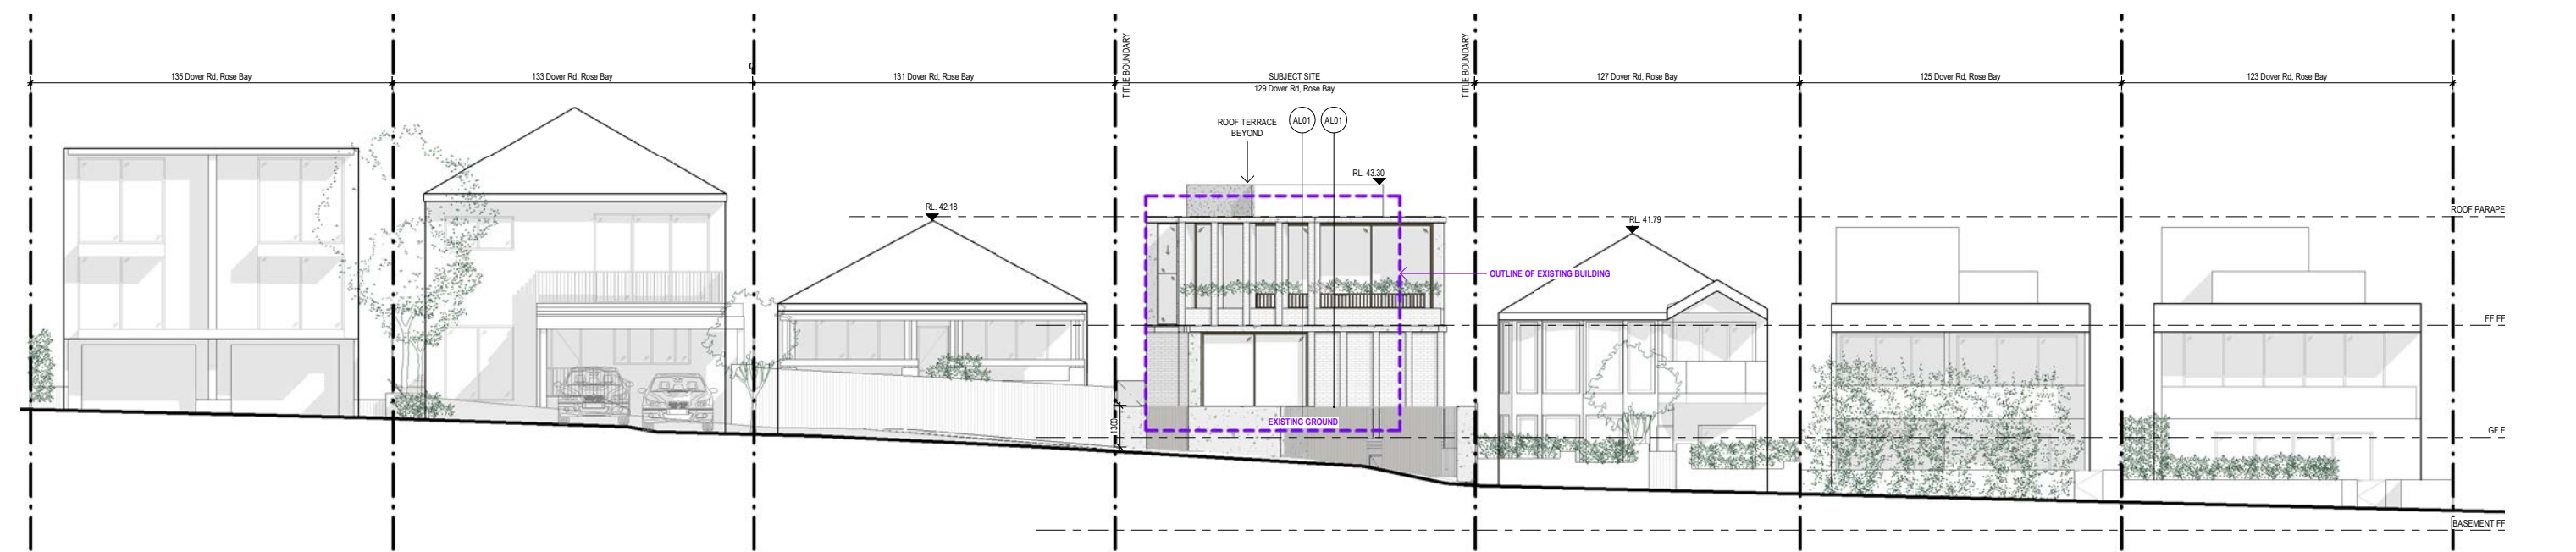 135 Dover Rd, Rose Bay
133 Dover Rd, Rose Bay
131 Dover Rd, Rose Bay
TITLE BOUNDARY
SUBJECT SITE
129 Dover Rd, Rose Bay
TITLE BOUNDARY
127 Dover Rd, Rose Bay
125 Dover Rd, Rose Bay
123 Dover Rd, Rose Bay
ROOF TERRACE
BEYOND
AL01
AL01
RL. 43.30
RL. 42.18
RL. 41.79
ROOF PARAPE
OUTLINE OF EXISTING BUILDING
FF FF
EXISTING GROUND
1300
GF F
BASEMENT FF